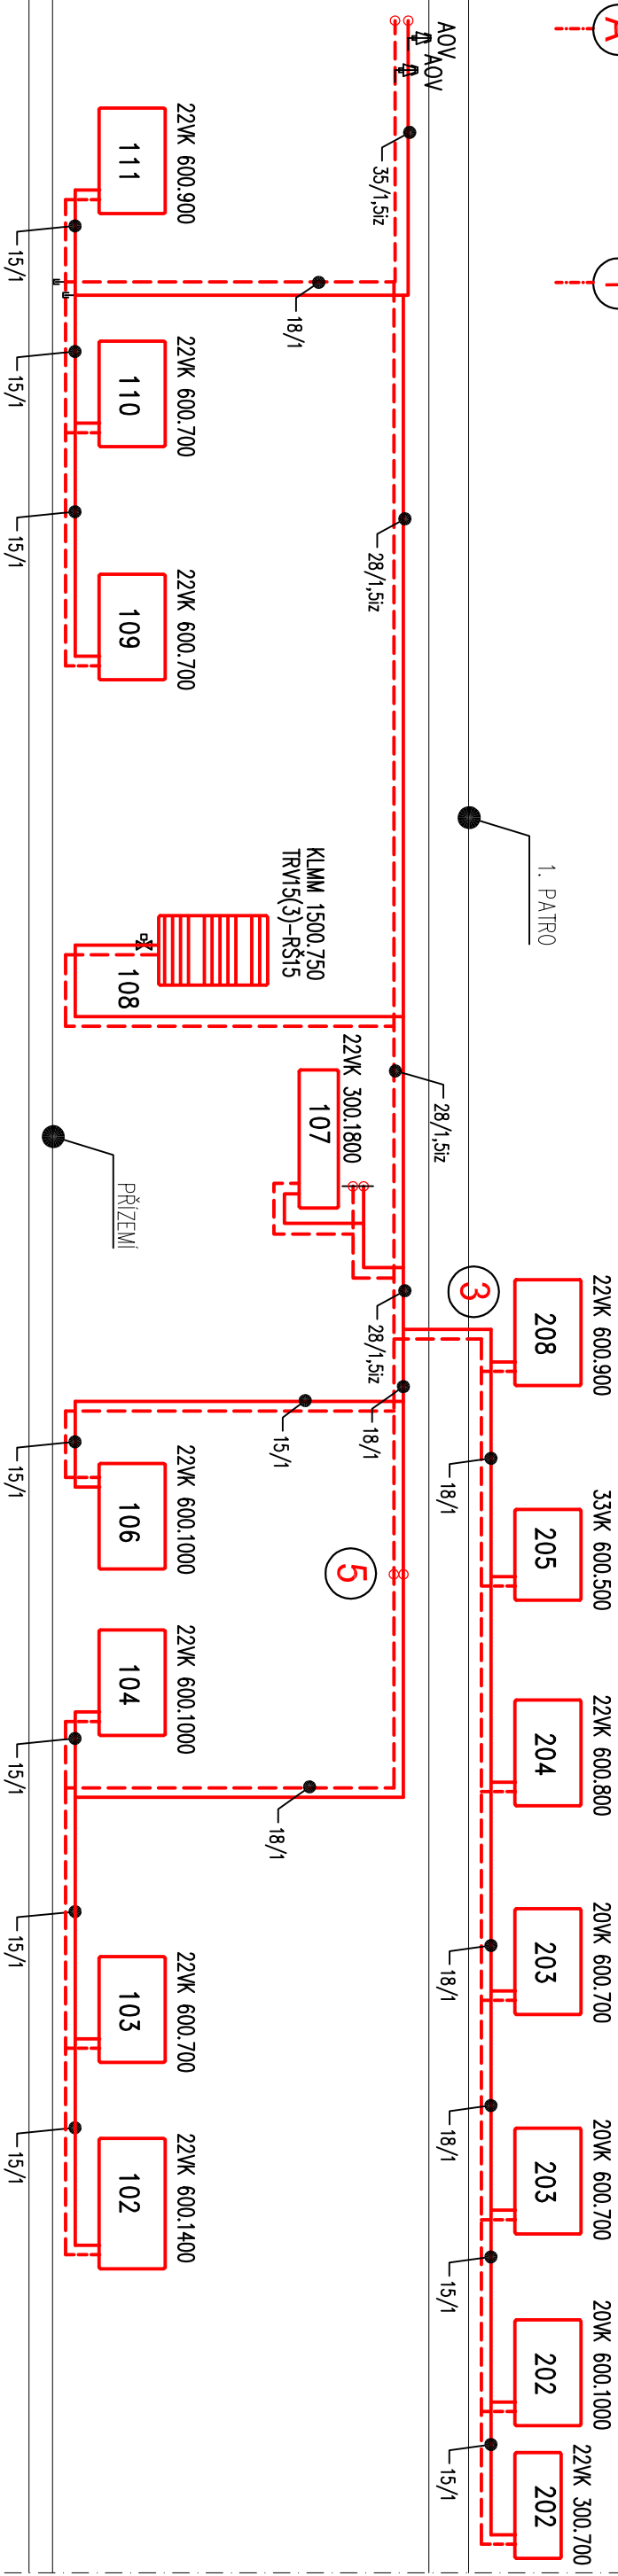 A
AOV
AOV
35/1,5iz
22VK 600.900
111
15/1
18/1
22VK 600.700
110
15/1
28/1,5iz
22VK 600.700
109
15/1
1. PATRO
KLMM 1500.750
TRV15(3)-RŠ15
108
28/1,5iz
22VK 300.1800
107
PŘÍZEMÍ
28/1,5iz
3
22VK 600.900
208
18/1
18/1
15/1
22VK 600.1000
106
15/1
33VK 600.500
205
5
22VK 600.1000
104
15/1
18/1
22VK 600.800
204
20VK 600.700
203
18/1
15/1
22VK 600.700
103
18/1
20VK 600.700
203
15/1
22VK 600.1400
102
15/1
20VK 600.1000
202
15/1
22VK 300.700
202